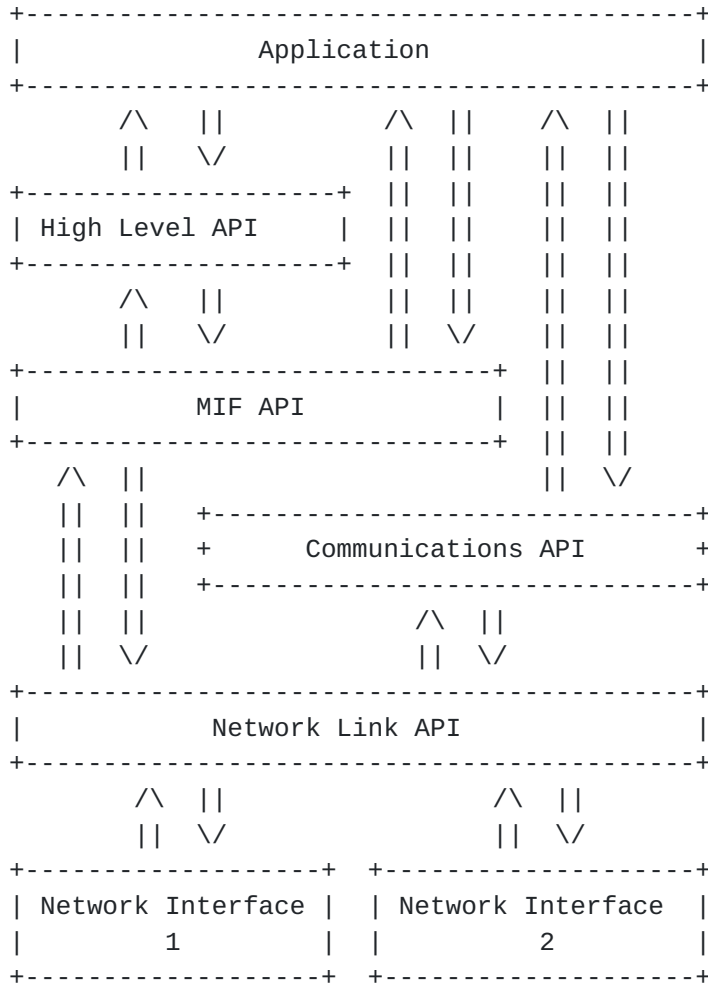 Application
High Level API
MIF API
Communications API
Network Link API
Network Interface Network Interface
1 2